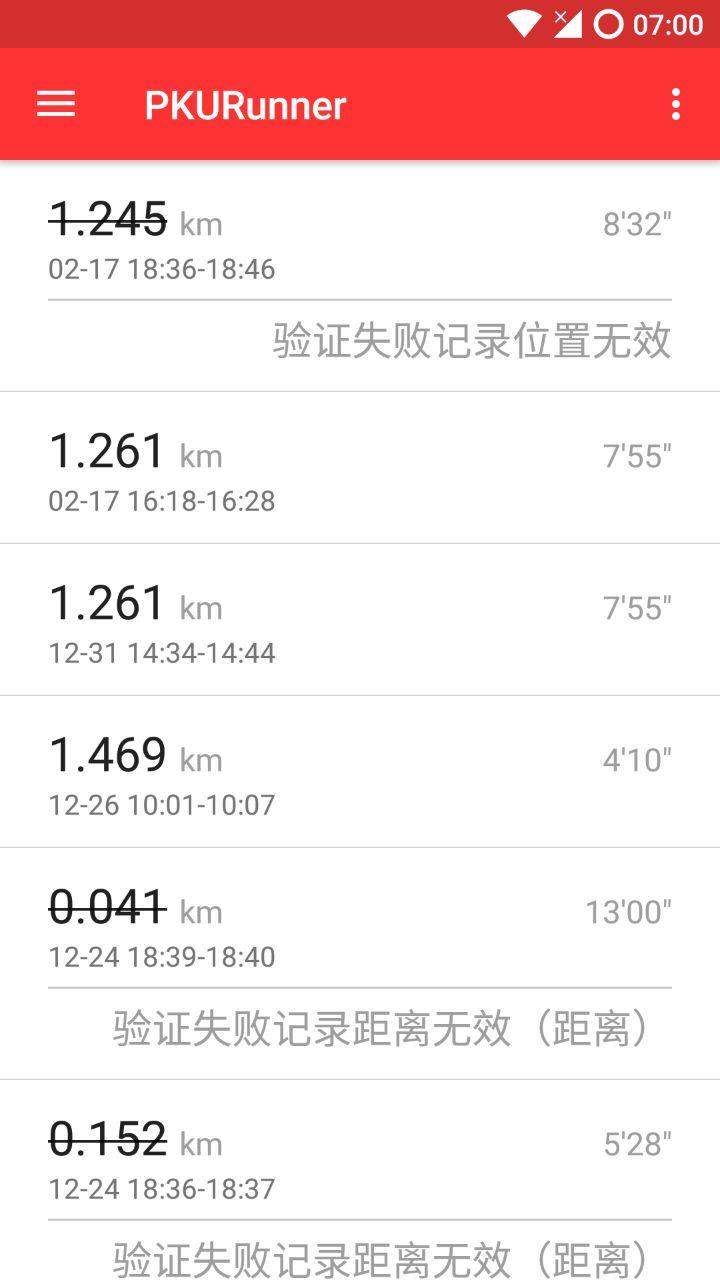 07:00
PKURunner
1.245 km 8'32"
02-17 18:36-18:46
验证失败记录位置无效
1.261 km 7'55"
02-17 16:18-16:28
1.261 km 7'55"
12-31 14:34-14:44
1.469 km 4'10"
12-26 10:01-10:07
0.041 km 13'00"
12-24 18:39-18:40
验证失败记录距离无效（距离）
0.152 km 5'28"
12-24 18:36-18:37
验证失败记录距离无效（距离）